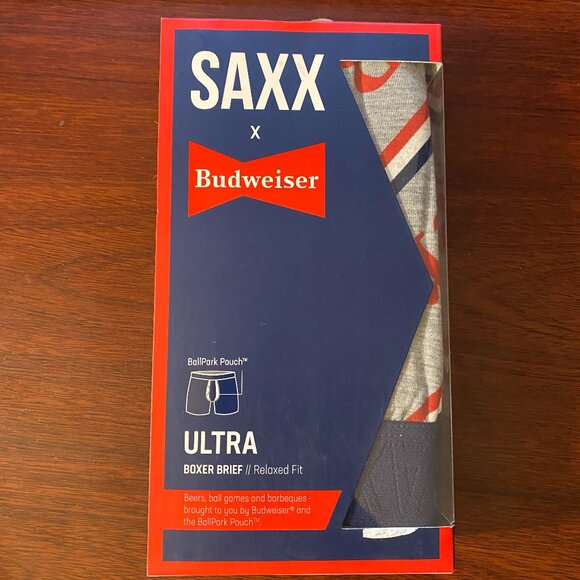 SAXX
X
Budweiser
BallPark Pouch™
ULTRA
BOXER BRIEF // Relaxed Fit
Beers, ball games and barbeques -
brought to you by Budweiser® and
the BallPark Pouch™